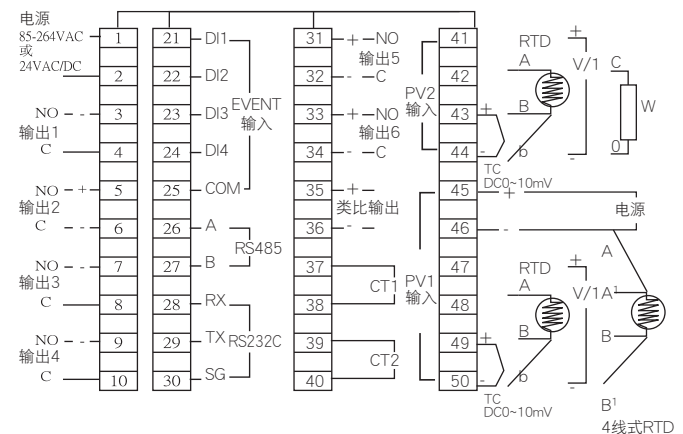 电源
85-264VAC
或
24VAC/DC
NO - -
输出1
C
NO - +
输出2
C - -
NO - -
输出3
C
NO - -
输出4
C
1
2
3
4
5
6
7
8
9
10
21
22
23
24
25
26
27
28
29
30
DI1
DI2
DI3
DI4
COM
EVENT
输入
A
B
RS485
RX
TX
SG
RS232C
31
32
33
34
35
36
37
38
39
40
+ NO
输出5
- C
+ NO
输出6
- C
+
类比输出
- -
CT1
CT2
41
42
43
44
45
46
47
48
49
50
PV2
输入
PV1
输入
RTD
A
B
b
+
V/1
-
C
W
0
+
-
TC
DC0~10mV
+
电源
-
RTD
A
B
b
+
V/1
-
+
-
TC
DC0~10mV
A
A1
B
B1
4线式RTD